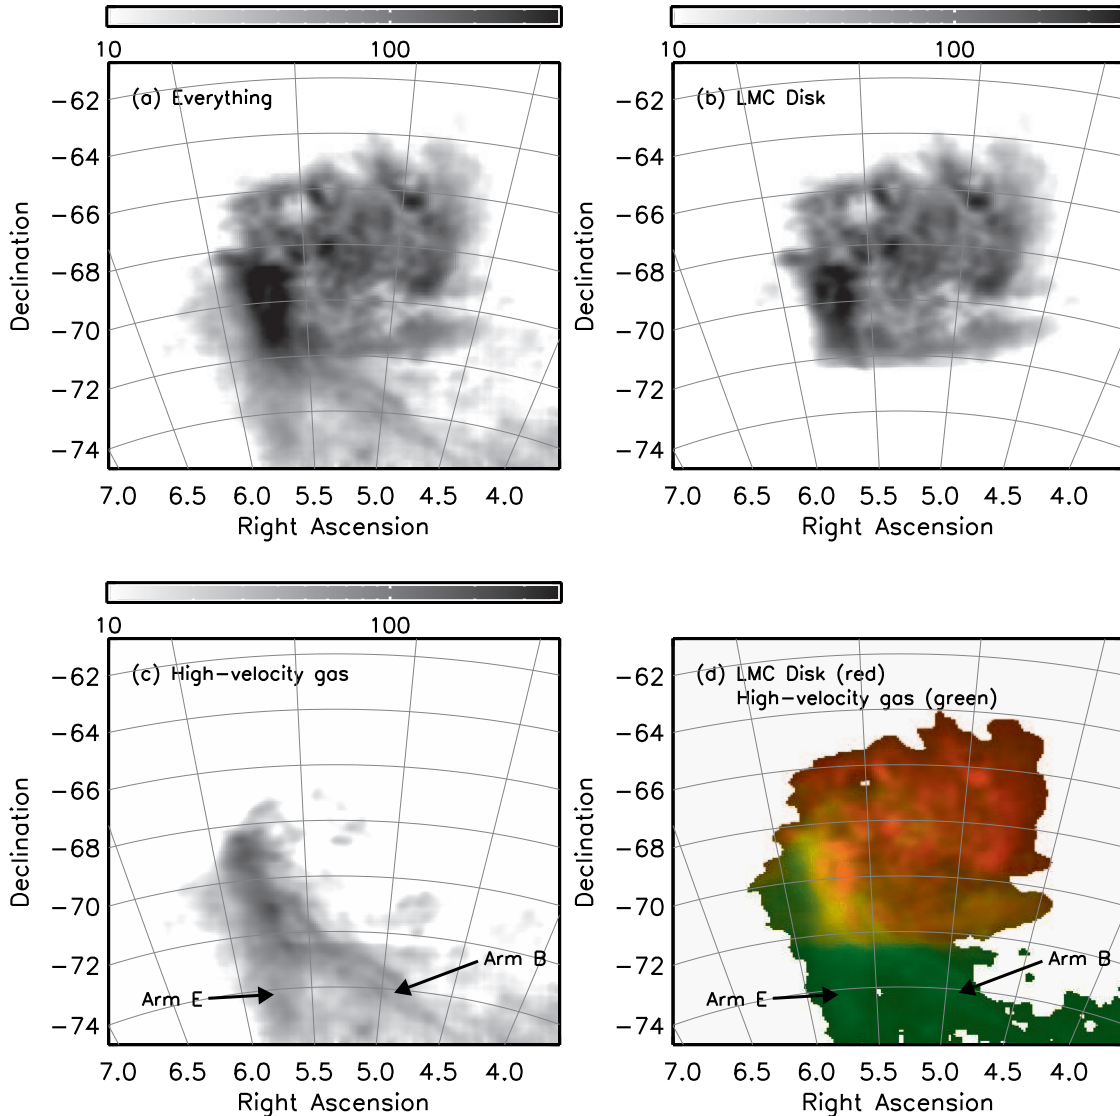 10 100
(a) Everything
Declination
−62
−64
−66
−68
−70
−72
−74
7.0 6.5 6.0 5.5 5.0 4.5 4.0
Right Ascension
10 100
(b) LMC Disk
Declination
−62
−64
−66
−68
−70
−72
−74
7.0 6.5 6.0 5.5 5.0 4.5 4.0
Right Ascension
10 100
(c) High−velocity gas
Declination
−62
−64
−66
−68
−70
−72
−74
Arm B
Arm E
7.0 6.5 6.0 5.5 5.0 4.5 4.0
Right Ascension
(d) LMC Disk (red)
High−velocity gas (green)
Declination
−62
−64
−66
−68
−70
−72
−74
Arm B
Arm E
7.0 6.5 6.0 5.5 5.0 4.5 4.0
Right Ascension